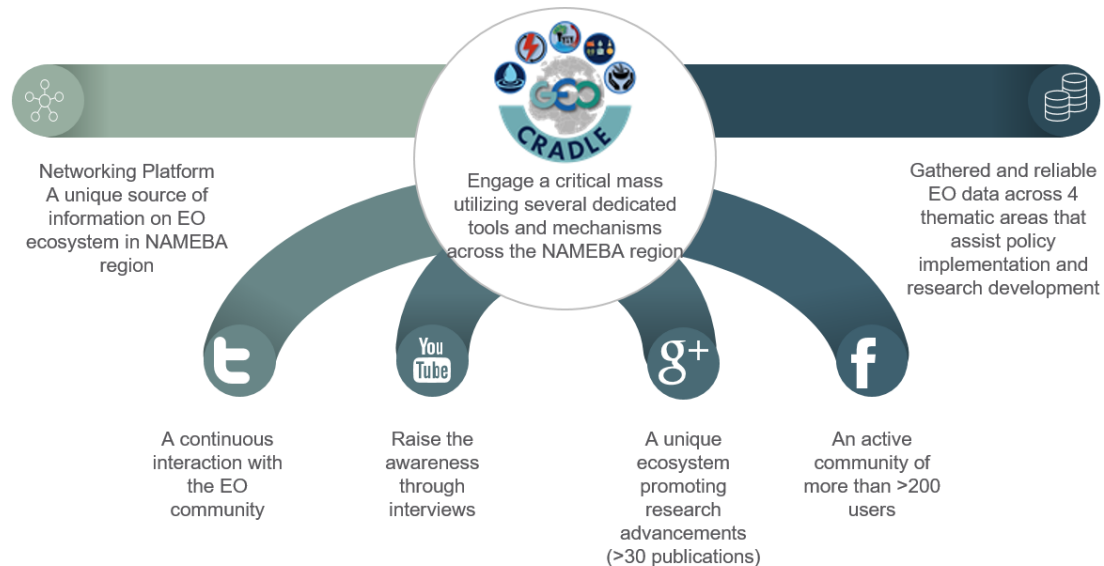 GEO
CRADLE
Engage a critical mass
utilizing several dedicated
tools and mechanisms
across the NAMEBA region
Networking Platform
A unique source of
information on EO
ecosystem in NAMEBA
region
Gathered and reliable
EO data across 4
thematic areas that
assist policy
implementation and
research development
t
You
Tube
g+
f
A continuous
interaction with
the EO
community
Raise the
awareness
through
interviews
A unique
ecosystem
promoting
research
advancements
(>30 publications)
An active
community of
more than >200
users